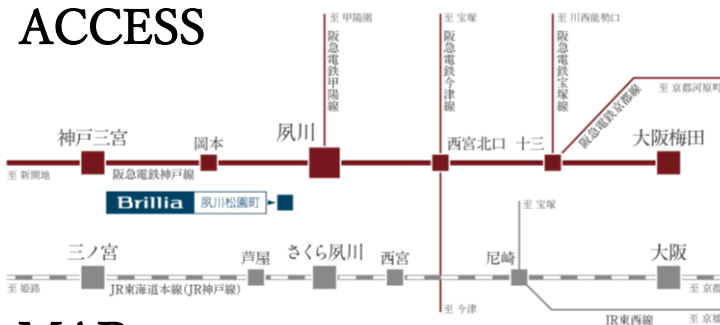 ACCESS
至 甲陽園
至 宝塚
至 川西能勢口
阪急電鉄甲陽線
阪急電鉄今津線
阪急電鉄宝塚線
阪急電鉄京都線
至 京都河原町
神戸三宮
岡本
夙川
西宮北口
十三
大阪梅田
至 新開地
阪急電鉄神戸線
Brillia 夙川松園町
至 宝塚
三ノ宮
芦屋
さくら夙川
西宮
尼崎
大阪
至 姫路
JR東海道本線(JR神戸線)
至 京都
至 今津
JR東西線
至 京橋